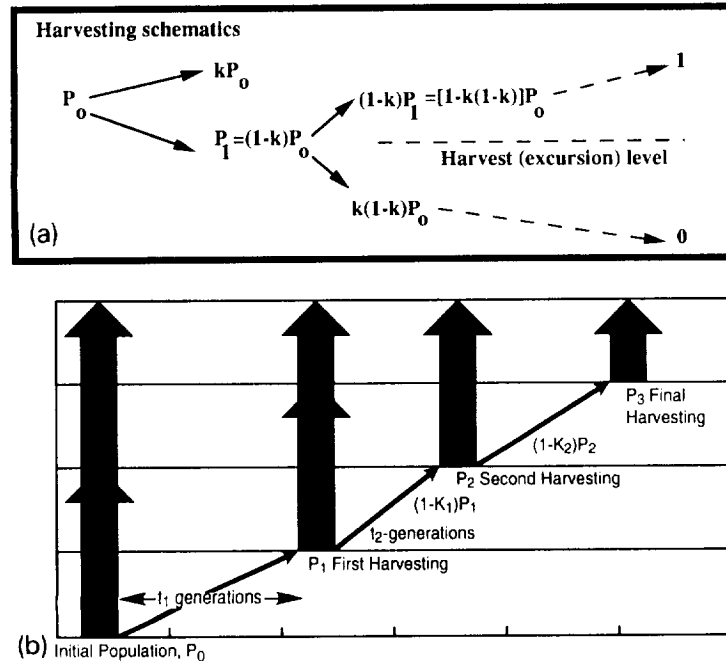 Harvesting schematics
kP₀
P₀
P₁=(1-k)P₀
(1-k)P₁=[1-k(1-k)]P₀
1
Harvest (excursion) level
k(1-k)P₀
0
(a)
P₃ Final
Harvesting
(1-K₂)P₂
P₂ Second Harvesting
(1-K₁)P₁
t₂-generations
P₁ First Harvesting
t₁ generations
(b)
Initial Population, P₀